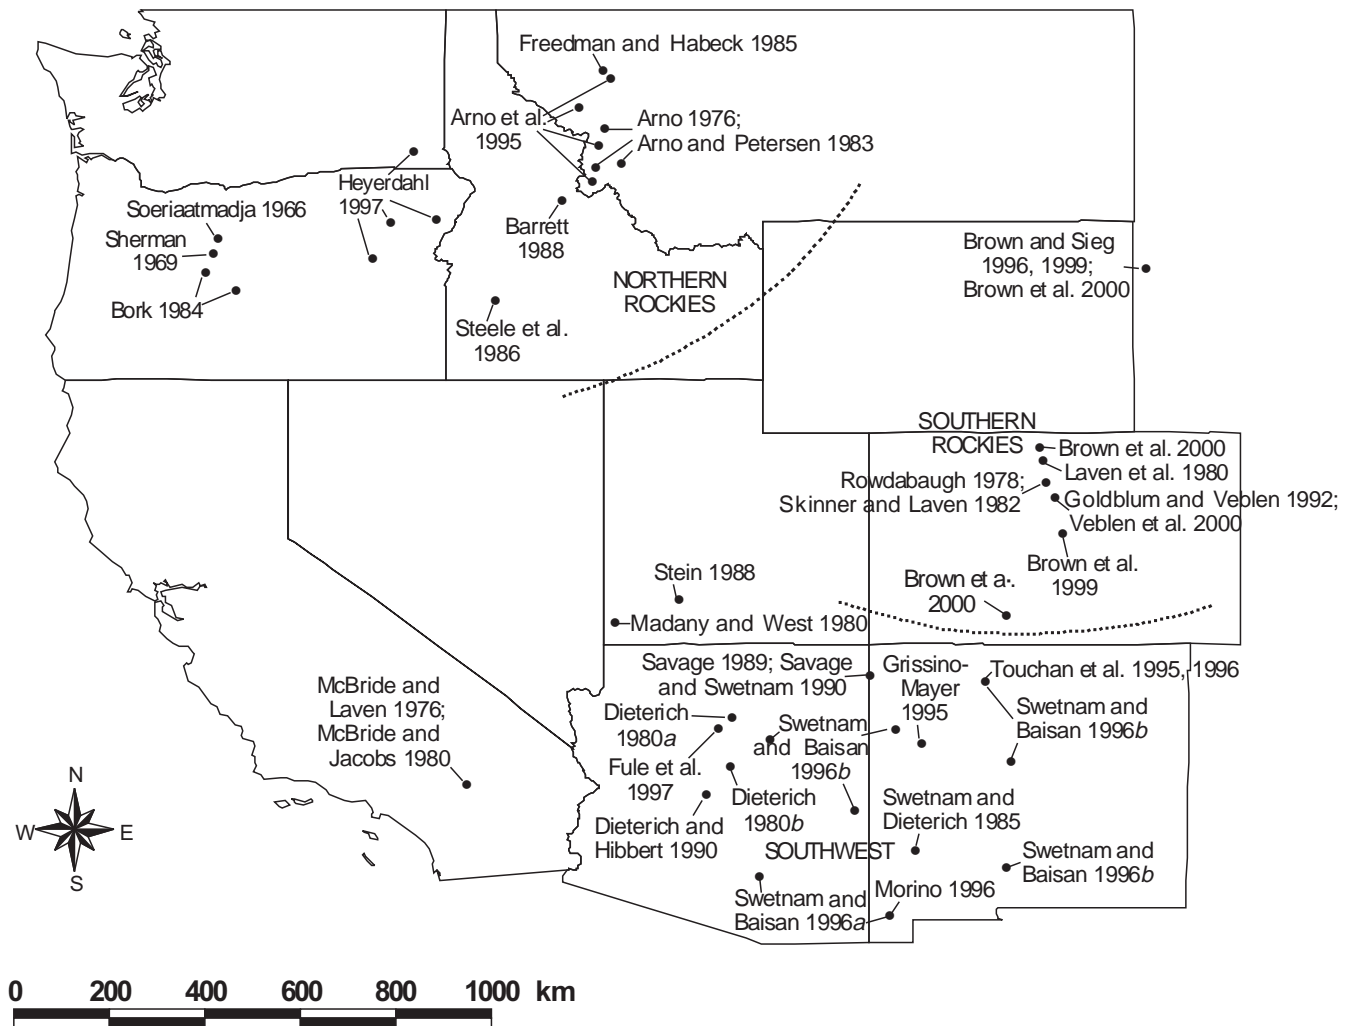 Freedman and Habeck 1985
Arno et al.
1995
Arno 1976;
Arno and Petersen 1983
Heyerdahl
1997
Soeriaatmadja 1966
Sherman
1969
Bork 1984
Barrett
1988
NORTHERN
ROCKIES
Steele et al.
1986
Brown and Sieg
1996, 1999;
Brown et al. 2000
SOUTHERN
ROCKIES
Brown et al. 2000
Laven et al. 1980
Rowdabaugh 1978;
Skinner and Laven 1982
Goldblum and Veblen 1992;
Veblen et al. 2000
Brown et al.
1999
Brown et a
2000
Stein 1988
Madany and West 1980
Savage 1989; Savage
and Swetnam 1990
Grissino-
Mayer
1995
Touchan et al. 1995, 1996
Swetnam and
Baisan 1996b
McBride and
Laven 1976;
McBride and
Jacobs 1980
Dieterich
1980a
Swetnam
and Baisan
1996b
Fule et al.
1997
Dieterich
1980b
Dieterich and
Hibbert 1990
Swetnam and
Dieterich 1985
SOUTHWEST
Swetnam and
Baisan 1996b
Swetnam and
Baisan 1996a
Morino 1996
N
W
E
S
0 200 400 600 800 1000 km